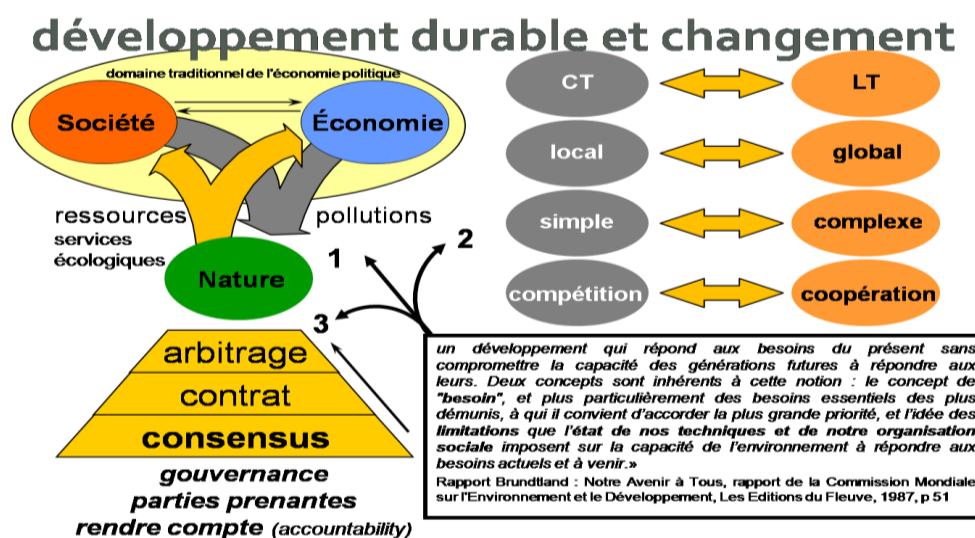 développement durable et changement
domaine traditionnel de l'économie politique
Société
Économie
ressources
services
écologiques
pollutions
Nature
1
2
3
CT
LT
local
global
simple
complexe
compétition
coopération
arbitrage
contrat
consensus
gouvernance
parties prenantes
rendre compte (accountability)
un développement qui répond aux besoins du présent sans
compromettre la capacité des générations futures à répondre aux
leurs. Deux concepts sont inhérents à cette notion : le concept de
"besoin", et plus particulièrement des besoins essentiels des plus
démunis, à qui il convient d'accorder la plus grande priorité, et l'idée des
limitations que l'état de nos techniques et de notre organisation
sociale imposent sur la capacité de l'environnement à répondre aux
besoins actuels et à venir.»
Rapport Brundtland : Notre Avenir à Tous, rapport de la Commission Mondiale
sur l'Environnement et le Développement, Les Editions du Fleuve, 1987, p 51